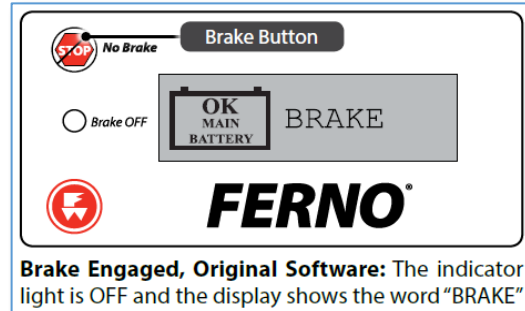 Brake Button
STOP No Brake
Brake OFF
OK
MAIN
BATTERY
BRAKE
FERNO®
Brake Engaged, Original Software: The indicator
light is OFF and the display shows the word “BRAKE”